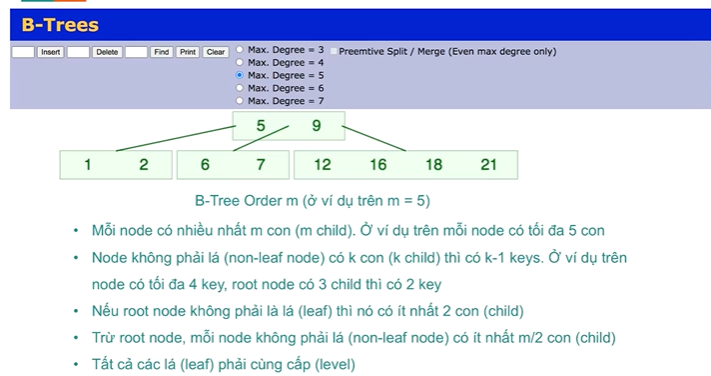 B-Trees
Insert Delete Find Print Clear Max. Degree = 3 Preemtive Split / Merge (Even max degree only)
Max. Degree = 4
Max. Degree = 5
Max. Degree = 6
Max. Degree = 7
5 9
1 2 6 7 12 16 18 21
B-Tree Order m (ở ví dụ trên m = 5)
• Mỗi node có nhiều nhất m con (m child). Ở ví dụ trên mỗi node có tối đa 5 con
• Node không phải lá (non-leaf node) có k con (k child) thì có k-1 keys. Ở ví dụ trên
node có tối đa 4 key, root node có 3 child thì có 2 key
• Nếu root node không phải là lá (leaf) thì nó có ít nhất 2 con (child)
• Trừ root node, mỗi node không phải lá (non-leaf node) có ít nhất m/2 con (child)
• Tất cả các lá (leaf) phải cùng cấp (level)